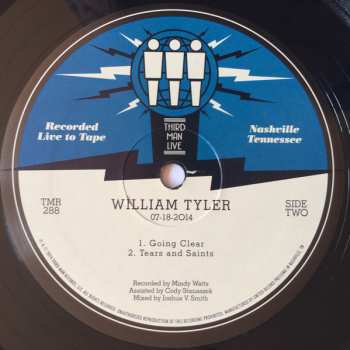 Recorded
Live to Tape
THIRD
MAN
LIVE
Nashville
Tennessee
TMR
288
WILLIAM TYLER
07-18-2014
SIDE
TWO
1. Going Clear
2. Tears and Saints
Recorded by Mindy Watts
Assisted by Cody Stanuszek
Mixed by Joshua V. Smith